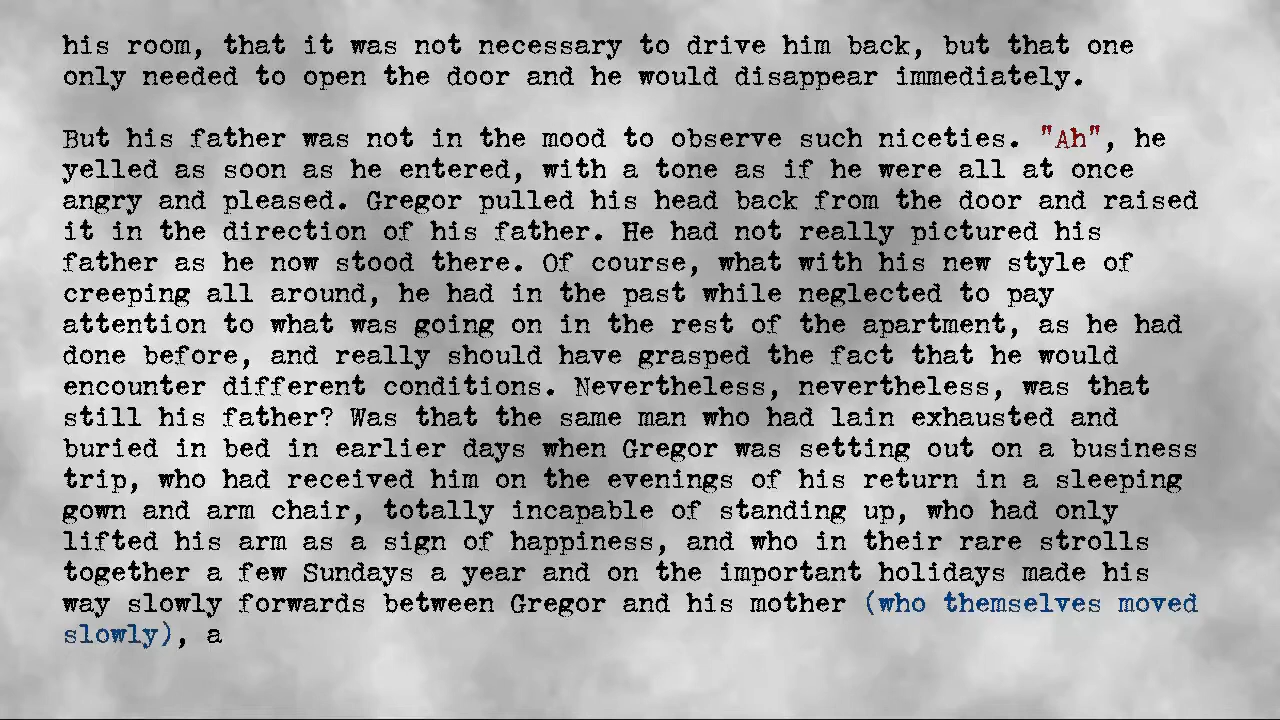 his room, that it was not necessary to drive him back, but that one
only needed to open the door and he would disappear immediately.
But his father was not in the mood to observe such niceties. "Ah", he
yelled as soon as he entered, with a tone as if he were all at once
angry and pleased. Gregor pulled his head back from the door and raised
it in the direction of his father. He had not really pictured his
father as he now stood there. Of course, what with his new style of
creeping all around, he had in the past while neglected to pay
attention to what was going on in the rest of the apartment, as he had
done before, and really should have grasped the fact that he would
encounter different conditions. Nevertheless, nevertheless, was that
still his father? Was that the same man who had lain exhausted and
buried in bed in earlier days when Gregor was setting out on a business
trip, who had received him on the evenings of his return in a sleeping
gown and arm chair, totally incapable of standing up, who had only
lifted his arm as a sign of happiness, and who in their rare strolls
together a few Sundays a year and on the important holidays made his
way slowly forwards between Gregor and his mother (who themselves moved
slowly), a